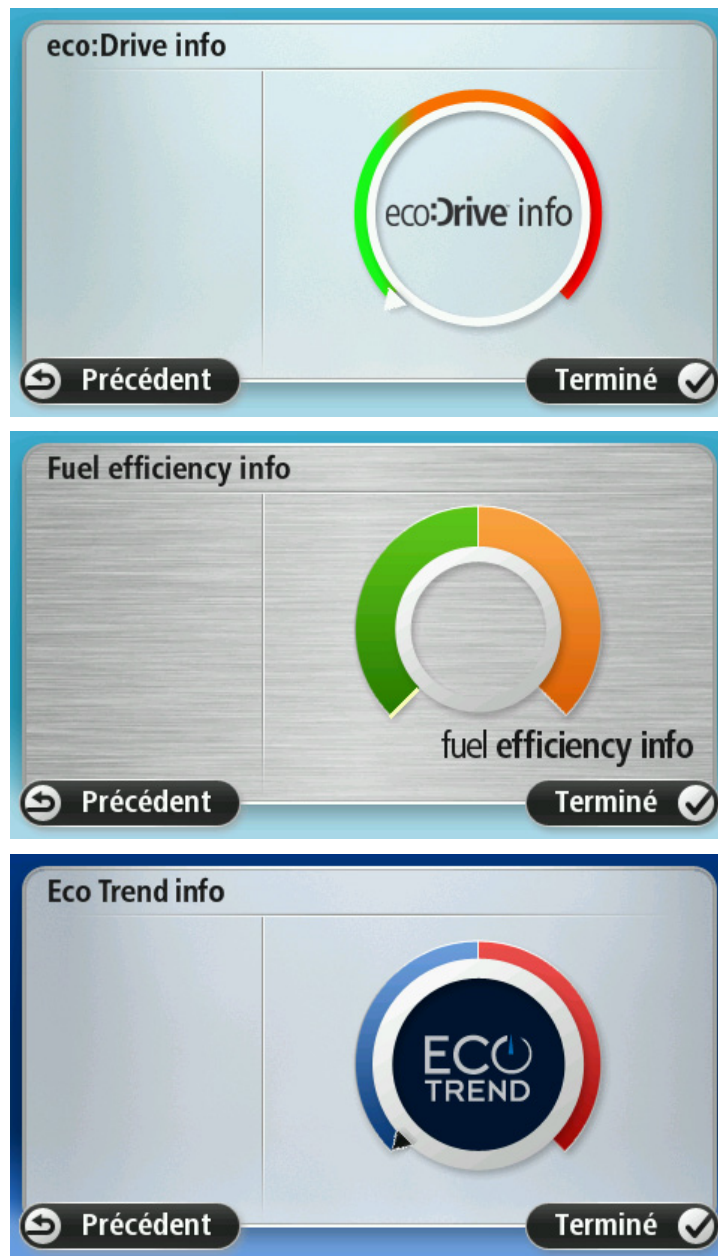 eco:Drive info
eco:Drive info
Précédent
Terminé
Fuel efficiency info
fuel efficiency info
Précédent
Terminé
Eco Trend info
ECO
TREND
Précédent
Terminé